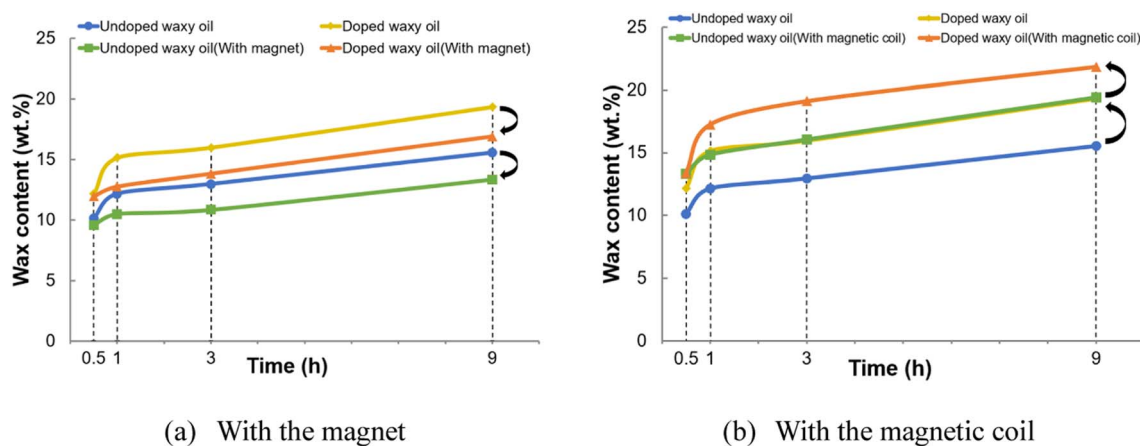 Undoped waxy oil
Doped waxy oil
Undoped waxy oil(With magnet)
Doped waxy oil(With magnet)
25
20
15
10
5
0
Wax content (wt.%)
0.5 1 3 9
Time (h)
(a) With the magnet
Undoped waxy oil
Doped waxy oil
Undoped waxy oil(With magnetic coil)
Doped waxy oil(With magnetic coil)
25
20
15
10
5
0
Wax content (wt.%)
0.5 1 3 9
Time (h)
(b) With the magnetic coil